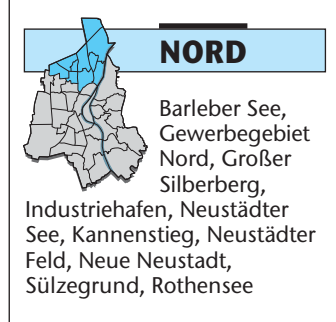 NORD
Barleber See,
Gewerbegebiet
Nord, Großer
Silberberg,
Industriehafen, Neustädter
See, Kannenstieg, Neustädter
Feld, Neue Neustadt,
Sülzegrund, Rothensee